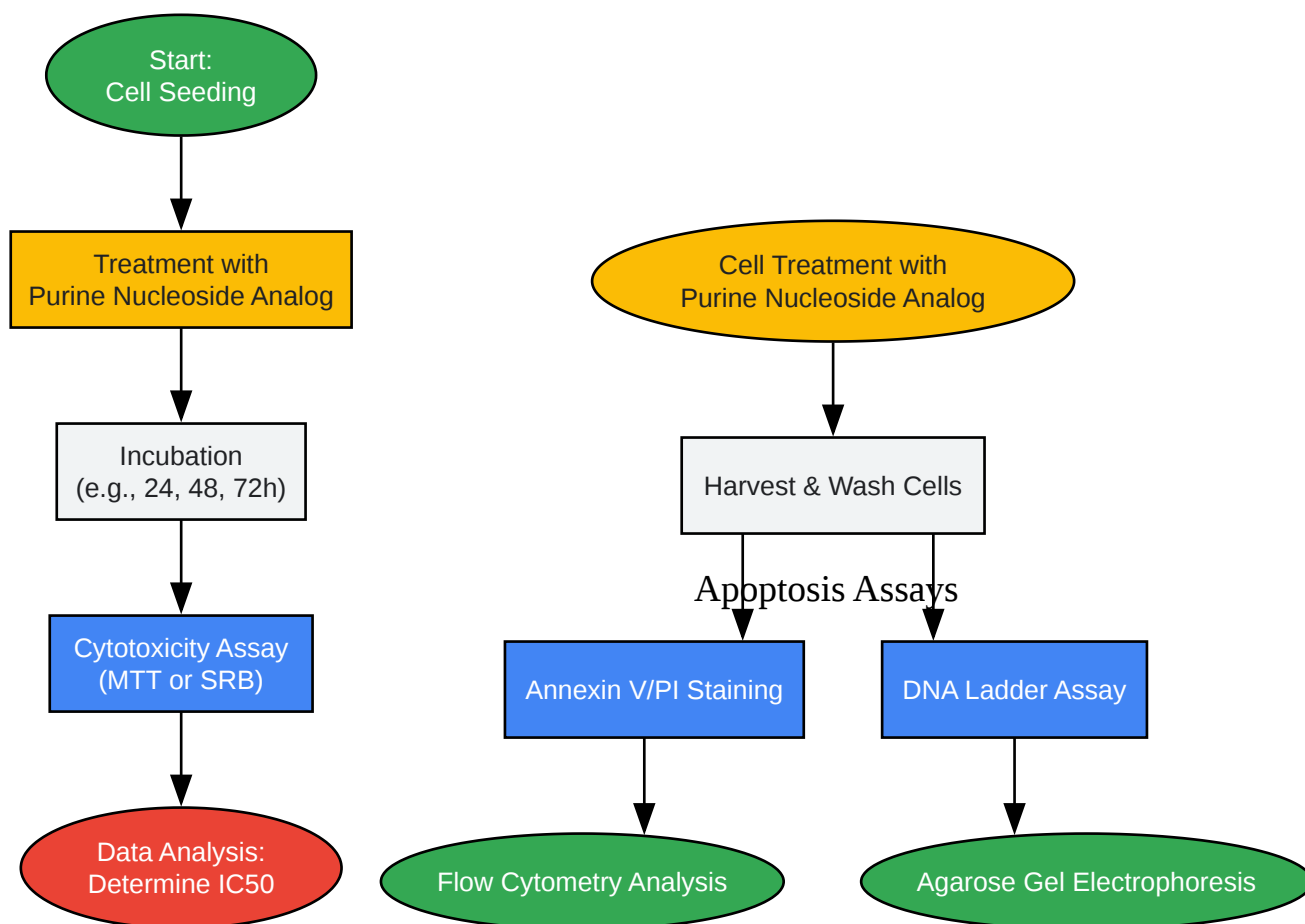 Start:
Cell Seeding
Treatment with
Purine Nucleoside Analog
Incubation
(e.g., 24, 48, 72h)
Cytotoxicity Assay
(MTT or SRB)
Data Analysis:
Determine IC50
Cell Treatment with
Purine Nucleoside Analog
Harvest & Wash Cells
Apoptosis Assays
Annexin V/PI Staining
DNA Ladder Assay
Flow Cytometry Analysis
Agarose Gel Electrophoresis